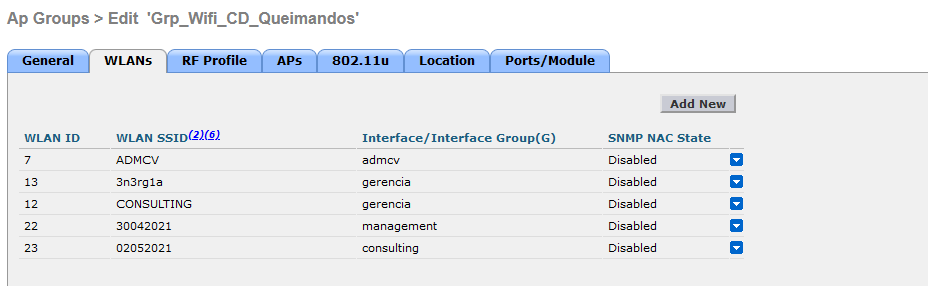 Ap Groups > Edit 'Grp_Wifi_CD_Queimandos'
General WLANs RF Profile APs 802.11u Location Ports/Module
Add New
WLAN ID WLAN SSID(2)(6) Interface/Interface Group(G) SNMP NAC State
7 ADMCV admcv Disabled
13 3n3rg1a gerencia Disabled
12 CONSULTING gerencia Disabled
22 30042021 management Disabled
23 02052021 consulting Disabled